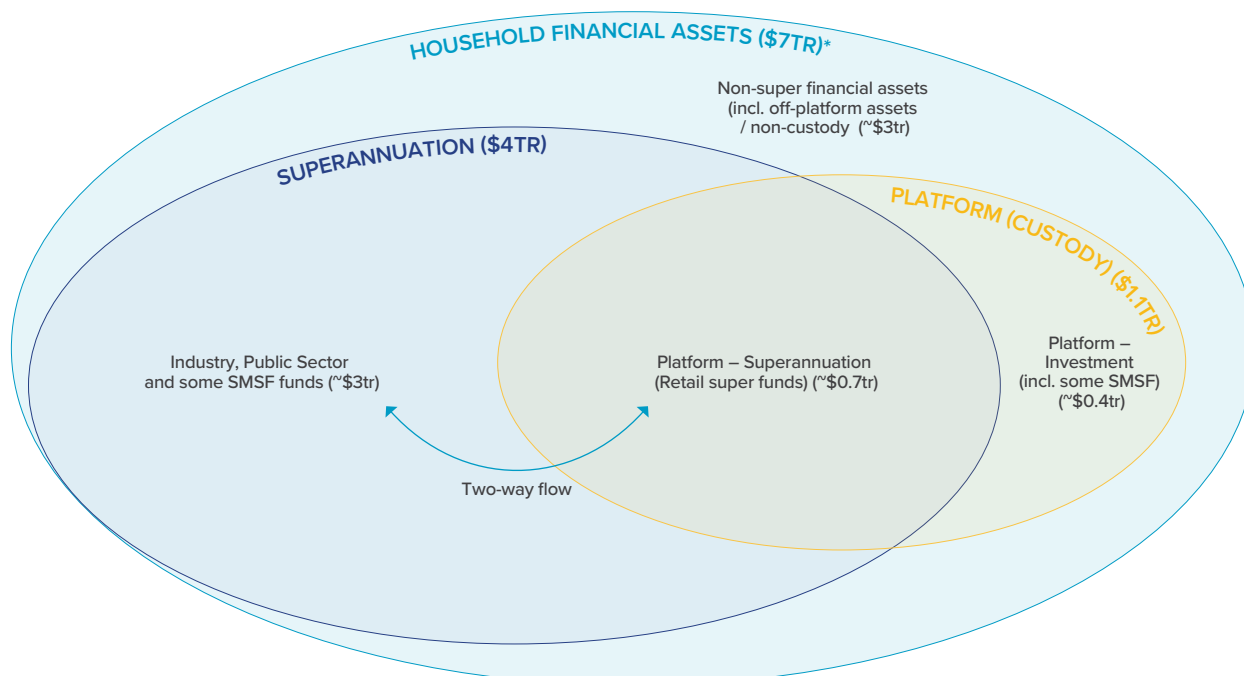 HOUSEHOLD FINANCIAL ASSETS ($7TR)*
Non-super financial assets
(incl. off-platform assets
/ non-custody (~$3tr)
SUPERANNUATION ($4TR)
PLATFORM (CUSTODY) ($1.1TR)
Industry, Public Sector
and some SMSF funds (~$3tr)
Platform – Superannuation
(Retail super funds) (~$0.7tr)
Platform –
Investment
(incl. some SMSF)
(~$0.4tr)
Two-way flow